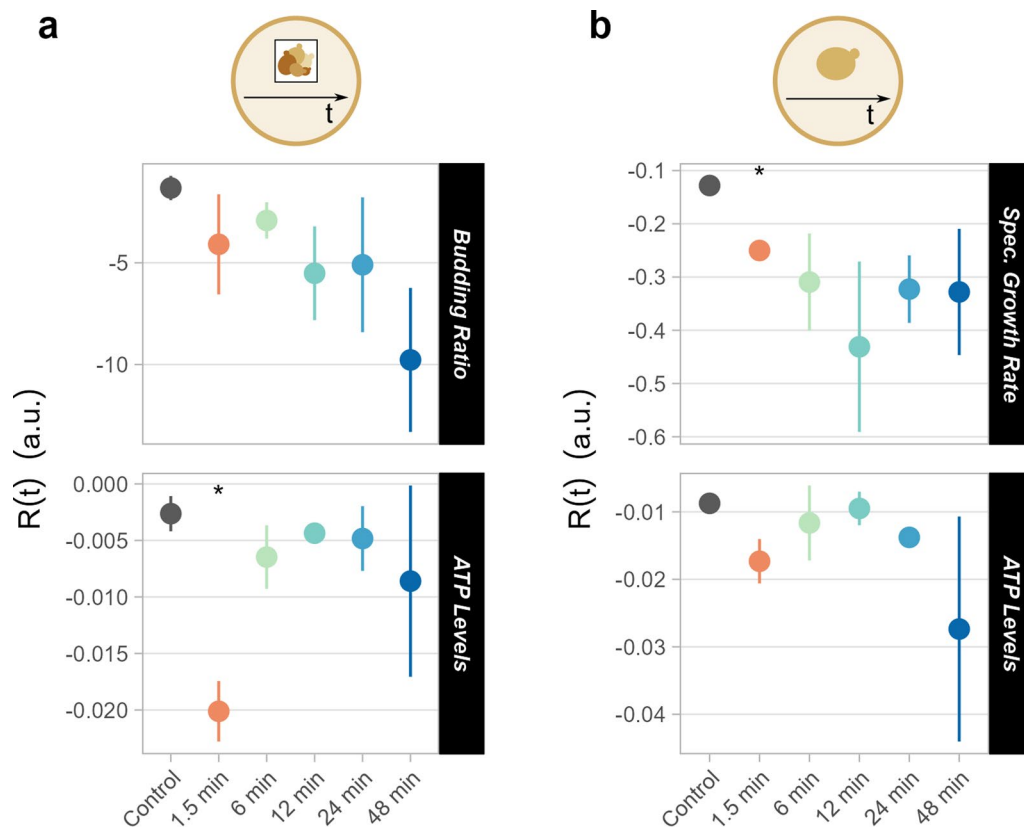 a
t
Budding Ratio
-5
-10
R(t) (a.u.)
ATP Levels
0.000
*
-0.005
-0.010
-0.015
-0.020
Control
1.5 min
6 min
12 min
24 min
48 min
b
t
Spec. Growth Rate
-0.1
*
-0.2
-0.3
-0.4
-0.5
-0.6
R(t) (a.u.)
ATP Levels
-0.01
-0.02
-0.03
-0.04
Control
1.5 min
6 min
12 min
24 min
48 min